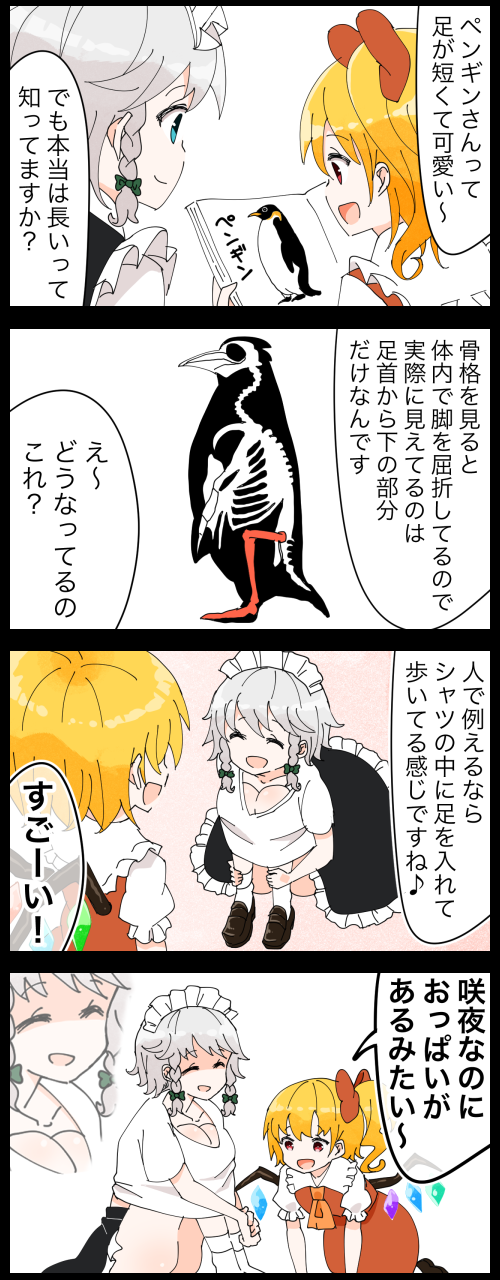 ペンギンさんって
足が短くて可愛い～
ペンギン
でも本当は長いって
知ってますか？
骨格を見ると
体内で脚を屈折してるので
実際に見えてるのは
足首から下の部分
だけなんです
え～
どうなってるの
これ？
人で例えるなら
シャツの中に足を入れて
歩いてる感じですね♪
すごーい！
咲夜なのに
おっぱいが
あるみたい～